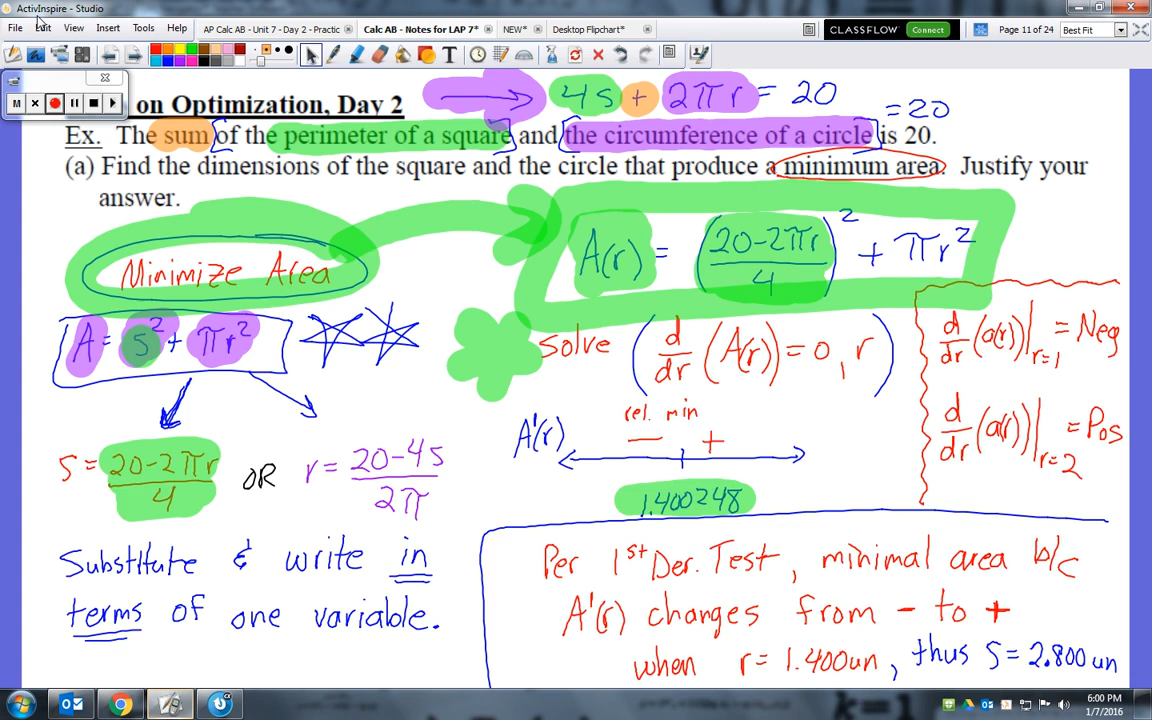 ActivInspire - Studio
File Edit View Insert Tools Help
AP Calc AB - Unit 7 - Day 2 - Practic
Calc AB - Notes for LAP 7*
NEW*
Desktop Flipchart*
CLASSFLOW Connect
Page 11 of 24
Best Fit
M
→ 4s + 2πr = 20
on Optimization, Day 2
= 20
Ex. The sum [of the perimeter of a square] and [the circumference of a circle] is 20.
(a) Find the dimensions of the square and the circle that produce a minimum area. Justify your
answer.
Minimize Area
A(r) = ((20-2πr)/4)² + πr²
A = s² + πr²
solve (d/dr (A(r)) = 0, r)
d/dr (a(r))|r=1 = Neg
d/dr (a(r))|r=2 = Pos
rel. min
A'(r) − +
1.400248
s = (20-2πr)/4 OR r = (20-4s)/2π
Substitute & write in
terms of one variable.
Per 1st Der. Test, minimal area b/c
A'(r) changes from - to +
when r = 1.400un, thus s = 2.800 un
k=1
6:00 PM
1/7/2016